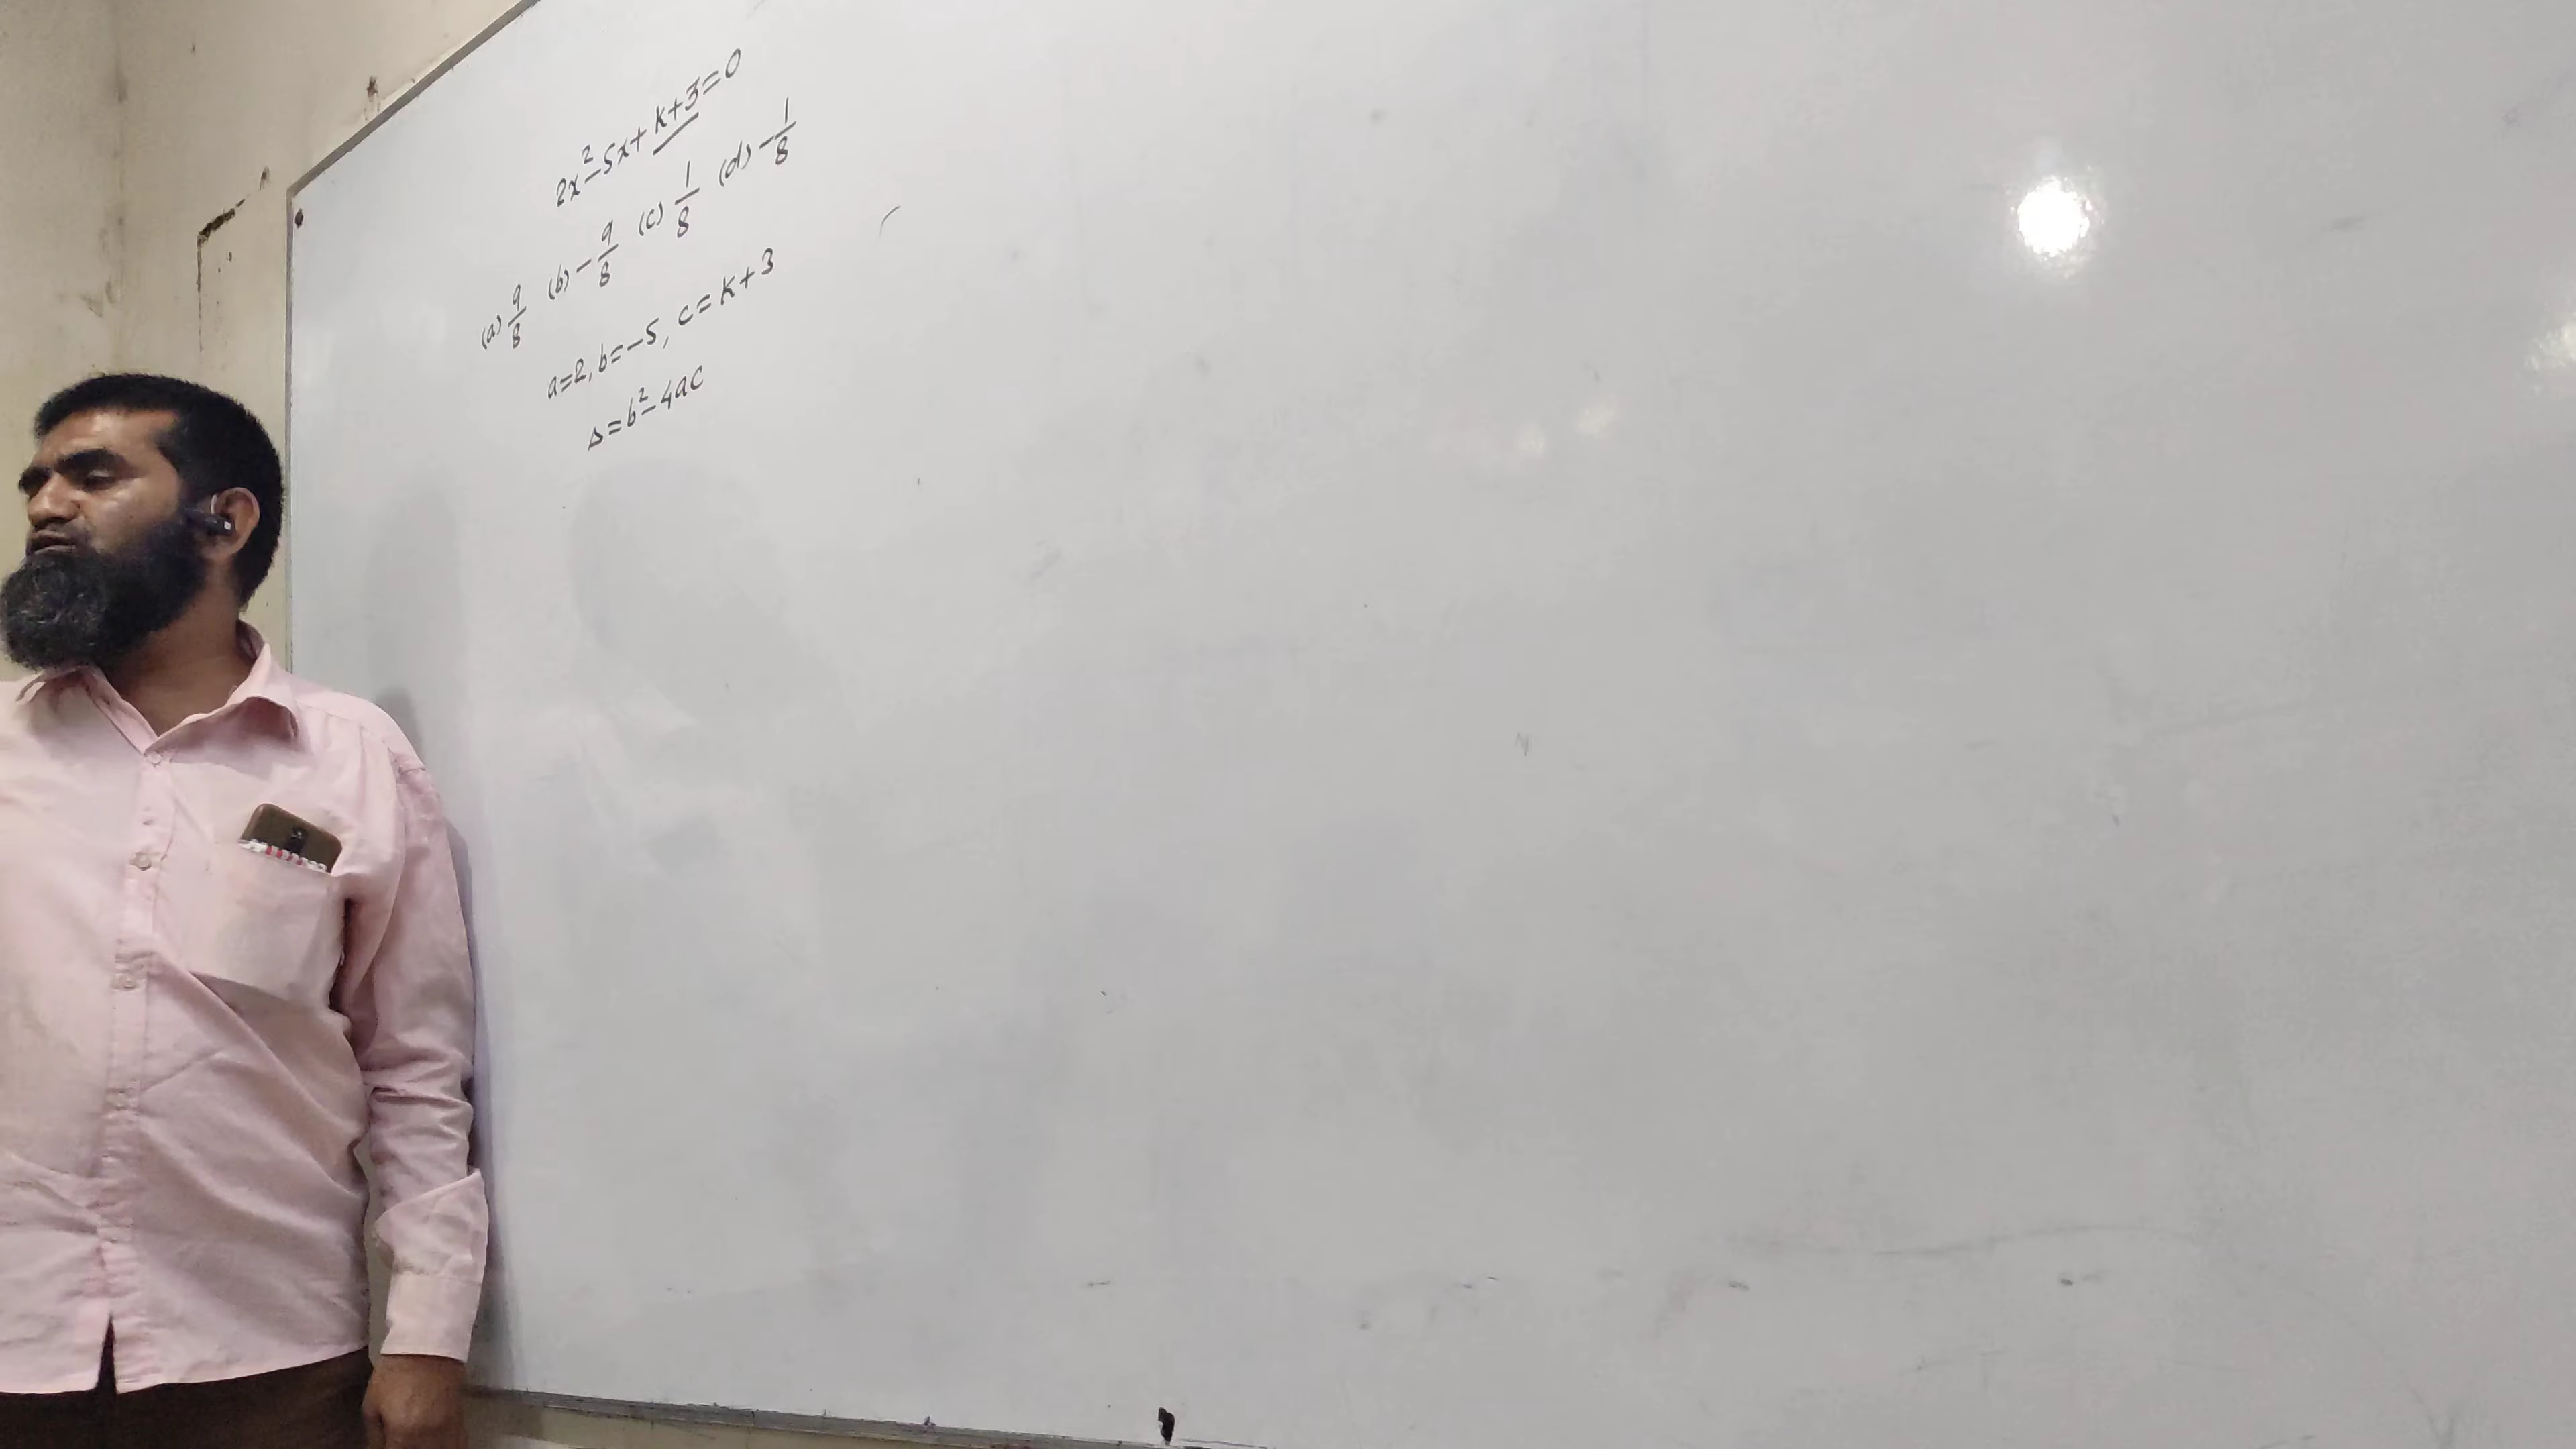 2x²-5x+k+3=0
(a) 9/8 (b) -9/8 (c) 1/8 (d) -1/8
a=2, b=-5, c=k+3
Δ=b²-4ac